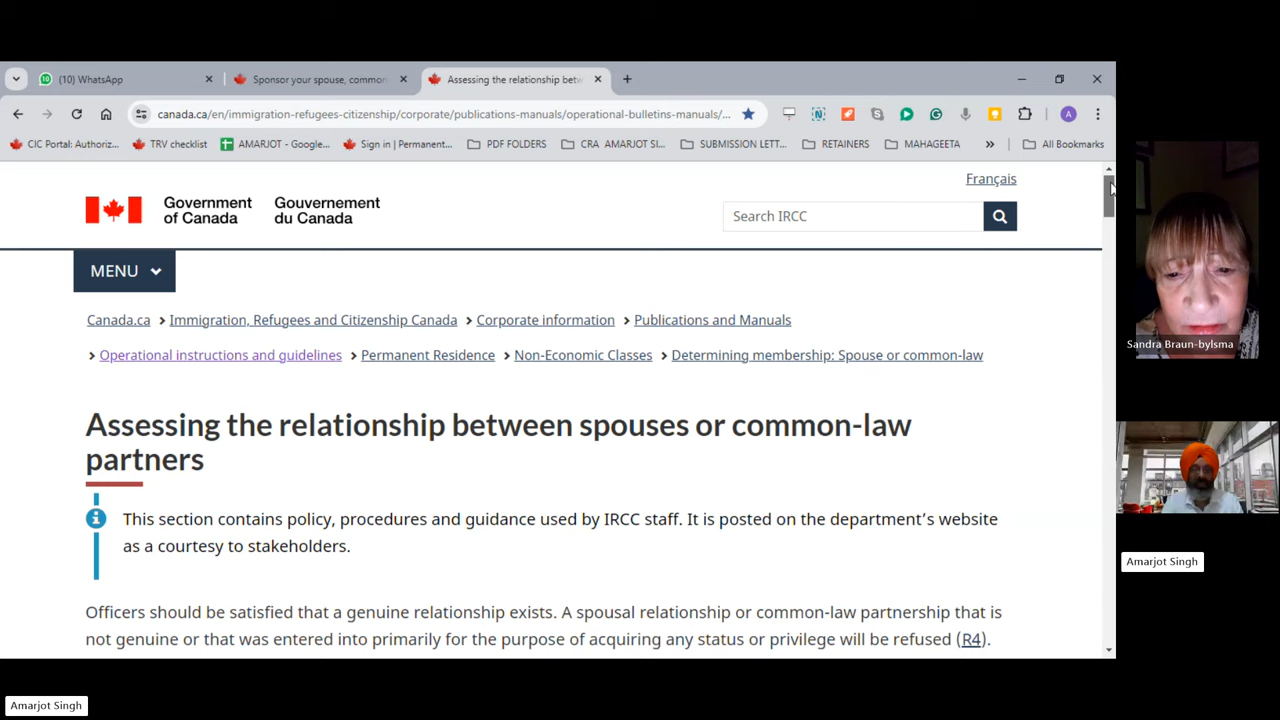 (10) WhatsApp
Sponsor your spouse, common
Assessing the relationship betw
canada.ca/en/immigration-refugees-citizenship/corporate/publications-manuals/operational-bulletins-manuals/...
A
CIC Portal: Authoriz...
TRV checklist
AMARJOT - Google...
Sign in | Permanent...
PDF FOLDERS
CRA AMARJOT SI...
SUBMISSION LETT...
RETAINERS
MAHAGEETA
»
All Bookmarks
Français
Government
of Canada
Gouvernement
du Canada
Search IRCC
MENU
Canada.ca > Immigration, Refugees and Citizenship Canada > Corporate information > Publications and Manuals
> Operational instructions and guidelines > Permanent Residence > Non-Economic Classes > Determining membership: Spouse or common-law
Assessing the relationship between spouses or common-law
partners
This section contains policy, procedures and guidance used by IRCC staff. It is posted on the department's website
as a courtesy to stakeholders.
Officers should be satisfied that a genuine relationship exists. A spousal relationship or common-law partnership that is
not genuine or that was entered into primarily for the purpose of acquiring any status or privilege will be refused (R4).
Sandra Braun-bylsma
Amarjot Singh
Amarjot Singh